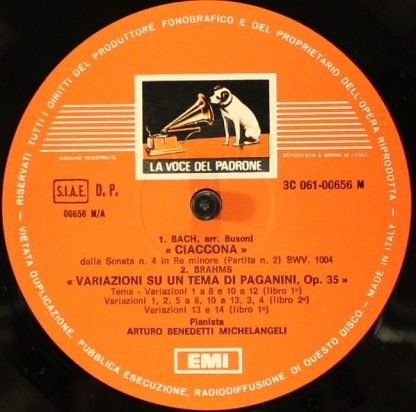 RISERVATI TUTTI I DIRITTI DEL PRODUTTORE FONOGRAFICO E DEL PROPRIETARIO DELL'OPERA RIPRODOTTA
LA VOCE DEL PADRONE
MARCHIO REGISTRATO
DEPOSITATO A NORMA DI LEGGE
S.I.A.E. D. P.
3C 061-00656 M
00656 M/A
1. BACH, arr. Busoni
« CIACCONA »
dalla Sonata n. 4 in Re minore (Partita n. 2) BWV. 1004
2. BRAHMS
« VARIAZIONI SU UN TEMA DI PAGANINI, Op. 35 »
Tema - Variazioni 1 a 8 e 10 a 12 (libro 1º)
Variazioni 1, 2, 5 a 8, 10 a 13, 3, 4 (libro 2º)
Variazioni 13 e 14 (libro 1º)
Pianista
ARTURO BENEDETTI MICHELANGELI
EMI
VIETATA DUPLICAZIONE, PUBBLICA ESECUZIONE, RADIODIFFUSIONE DI QUESTO DISCO - MADE IN ITALY